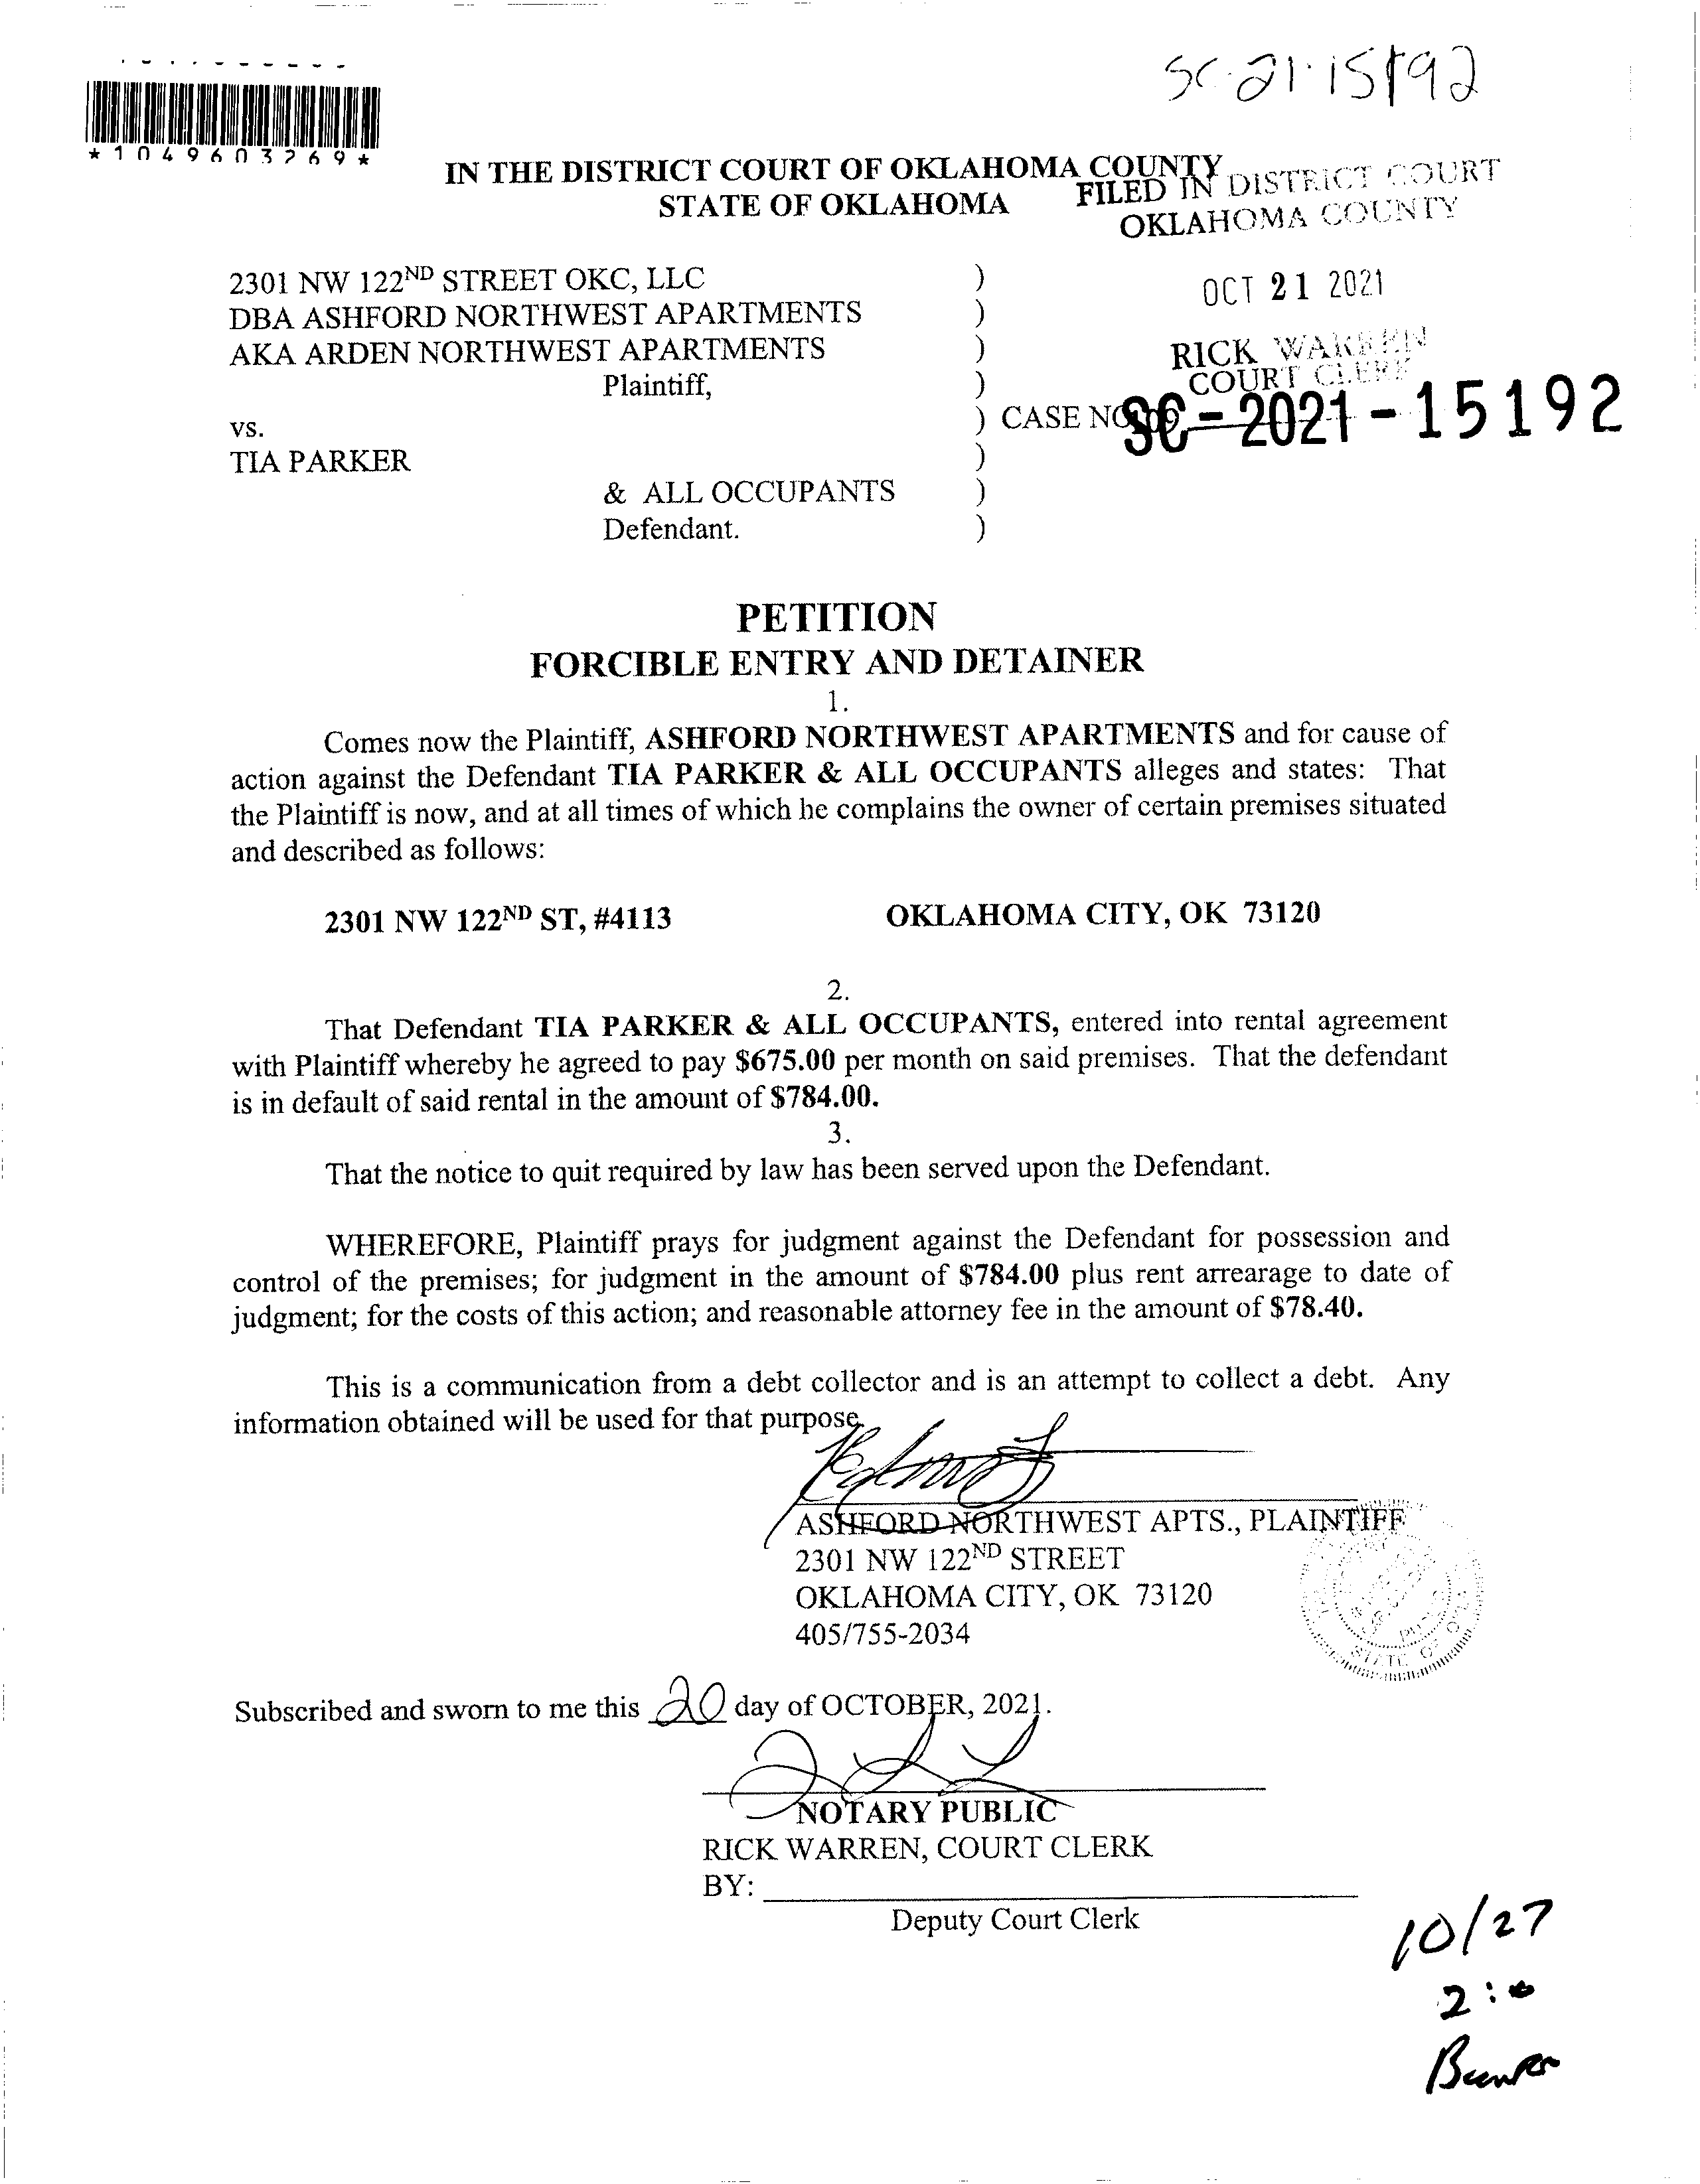 SC-21-15192
*1049603269*
IN THE DISTRICT COURT OF OKLAHOMA COUNTY
STATE OF OKLAHOMA
FILED IN DISTRICT COURT
OKLAHOMA COUNTY
OCT 21 2021
RICK WARREN
COURT CLERK
2301 NW 122ND STREET OKC, LLC )
DBA ASHFORD NORTHWEST APARTMENTS )
AKA ARDEN NORTHWEST APARTMENTS )
Plaintiff, )
vs. ) CASE NO. SC-2021-15192
TIA PARKER )
& ALL OCCUPANTS )
Defendant. )
PETITION
FORCIBLE ENTRY AND DETAINER
1.
Comes now the Plaintiff, ASHFORD NORTHWEST APARTMENTS and for cause of
action against the Defendant TIA PARKER & ALL OCCUPANTS alleges and states: That
the Plaintiff is now, and at all times of which he complains the owner of certain premises situated
and described as follows:
2301 NW 122ND ST, #4113 OKLAHOMA CITY, OK 73120
2.
That Defendant TIA PARKER & ALL OCCUPANTS, entered into rental agreement
with Plaintiff whereby he agreed to pay $675.00 per month on said premises. That the defendant
is in default of said rental in the amount of $784.00.
3.
That the notice to quit required by law has been served upon the Defendant.
WHEREFORE, Plaintiff prays for judgment against the Defendant for possession and
control of the premises; for judgment in the amount of $784.00 plus rent arrearage to date of
judgment; for the costs of this action; and reasonable attorney fee in the amount of $78.40.
This is a communication from a debt collector and is an attempt to collect a debt. Any
information obtained will be used for that purpose.
ASHFORD NORTHWEST APTS., PLAINTIFF
2301 NW 122ND STREET
OKLAHOMA CITY, OK 73120
405/755-2034
STATE OF
Subscribed and sworn to me this 20 day of OCTOBER, 2021.
NOTARY PUBLIC
RICK WARREN, COURT CLERK
BY:
Deputy Court Clerk
10/27